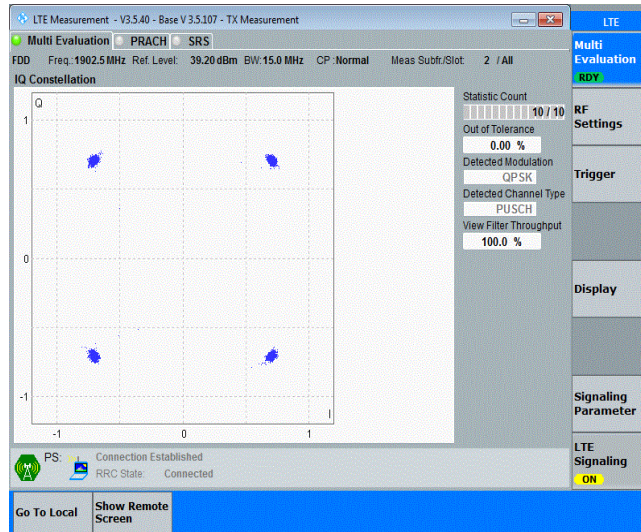 LTE Measurement - V3.5.40 - Base V 3.5.107 - TX Measurement
LTE
Multi Evaluation PRACH SRS
Multi
Evaluation
RDY
FDD Freq.:1902.5 MHz Ref. Level: 39.20 dBm BW:15.0 MHz CP :Normal Meas Subfr./Slot: 2 / All
IQ Constellation
Q
1
0
-1
-1 0 1
I
Statistic Count
10 / 10
Out of Tolerance
0.00 %
Detected Modulation
QPSK
Detected Channel Type
PUSCH
View Filter Throughput
100.0 %
RF
Settings
Trigger
Display
Signaling
Parameter
LTE
Signaling
ON
PS: Connection Established
RRC State: Connected
Go To Local
Show Remote
Screen